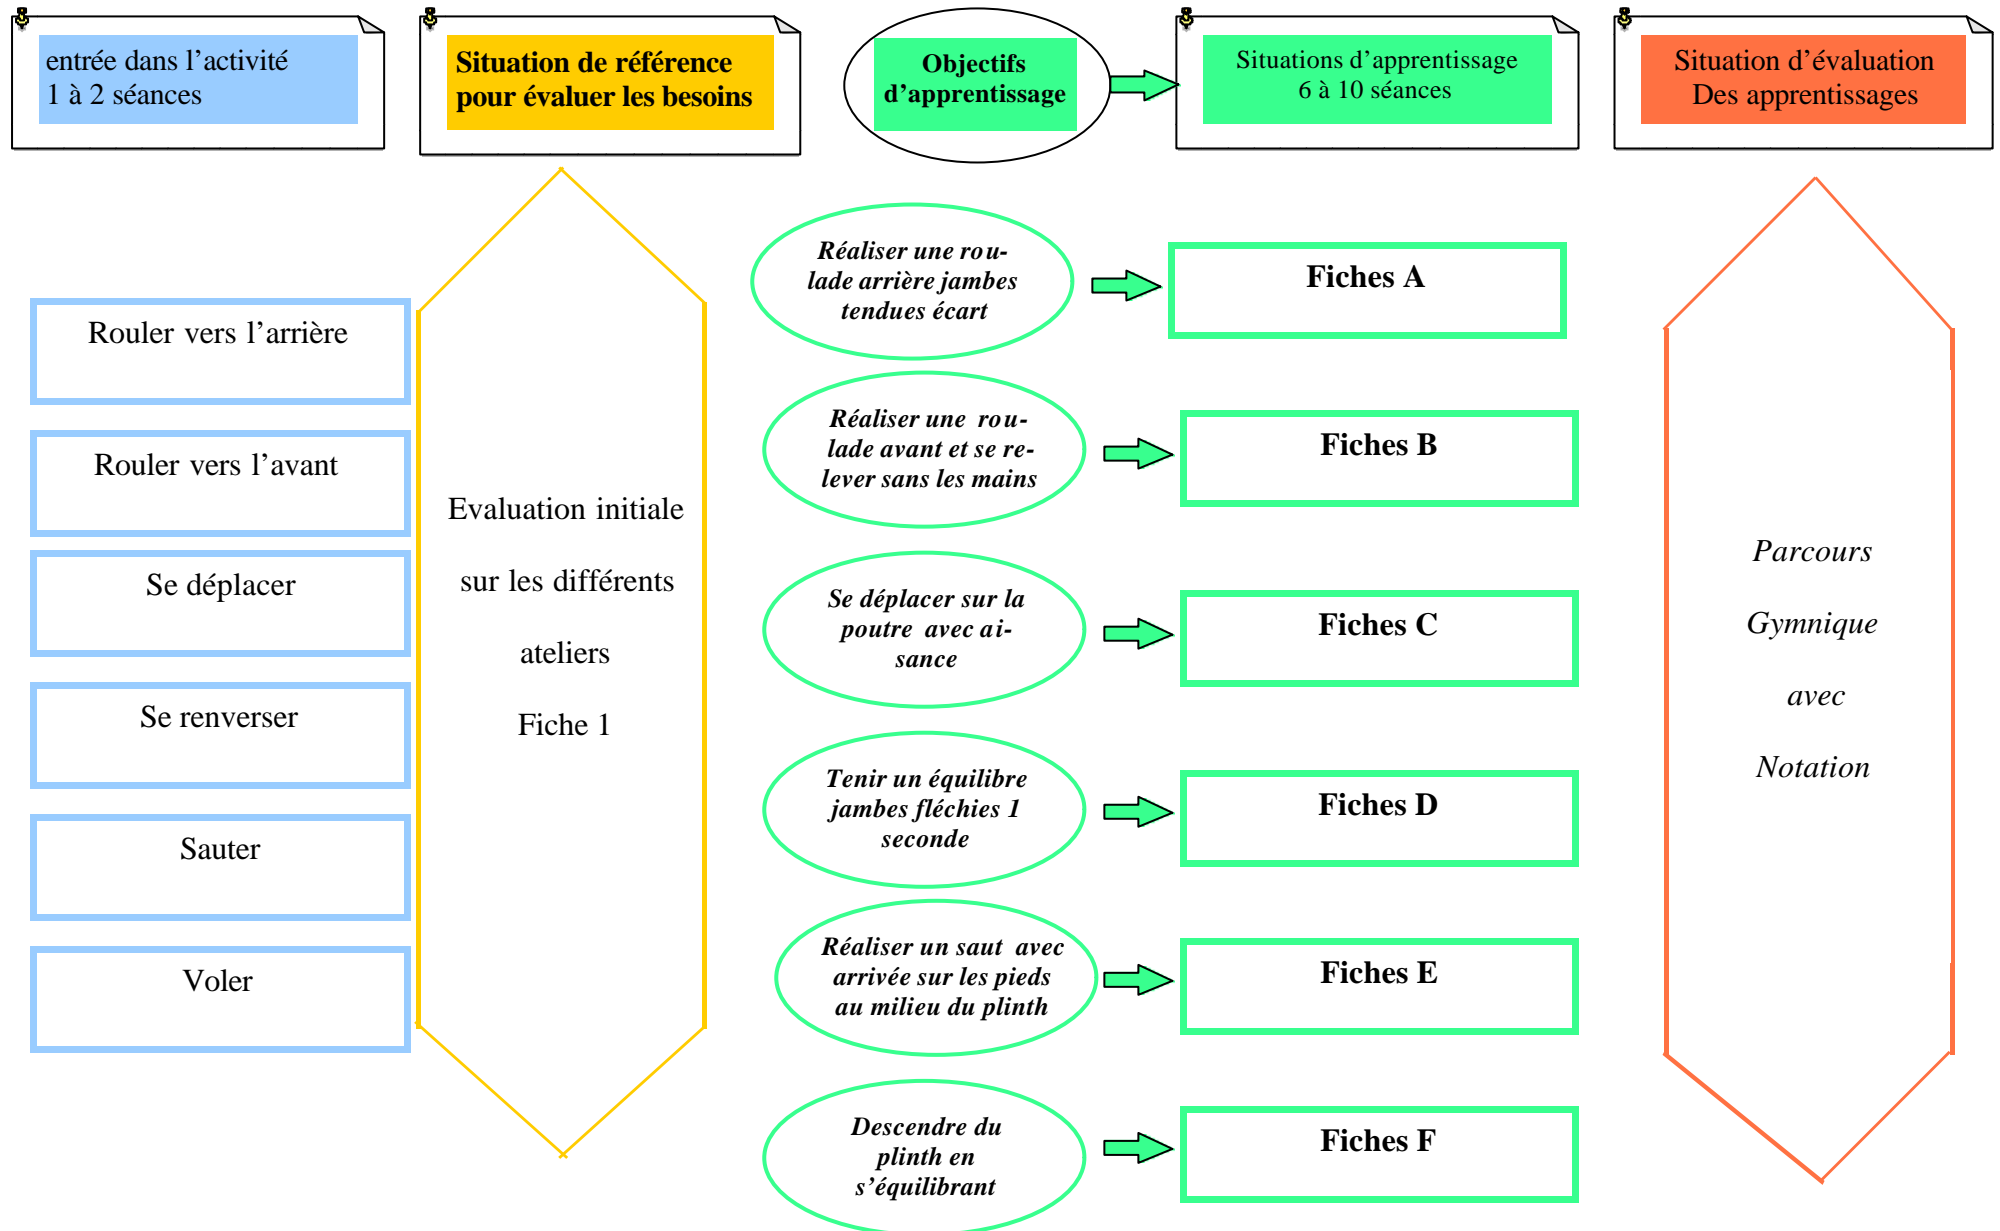 entrée dans l’activité
1 à 2 séances
Situation de référence
pour évaluer les besoins
Objectifs
d’apprentissage
Situations d’apprentissage
6 à 10 séances
Situation d’évaluation
Des apprentissages
Rouler vers l’arrière
Rouler vers l’avant
Se déplacer
Se renverser
Sauter
Voler
Evaluation initiale
sur les différents
ateliers
Fiche 1
Réaliser une rou-
lade arrière jambes
tendues écart
Fiches A
Réaliser une rou-
lade avant et se re-
lever sans les mains
Fiches B
Se déplacer sur la
poutre avec ai-
sance
Fiches C
Tenir un équilibre
jambes fléchies 1
seconde
Fiches D
Réaliser un saut avec
arrivée sur les pieds
au milieu du plinth
Fiches E
Descendre du
plinth en
s’équilibrant
Fiches F
Parcours
Gymnique
avec
Notation